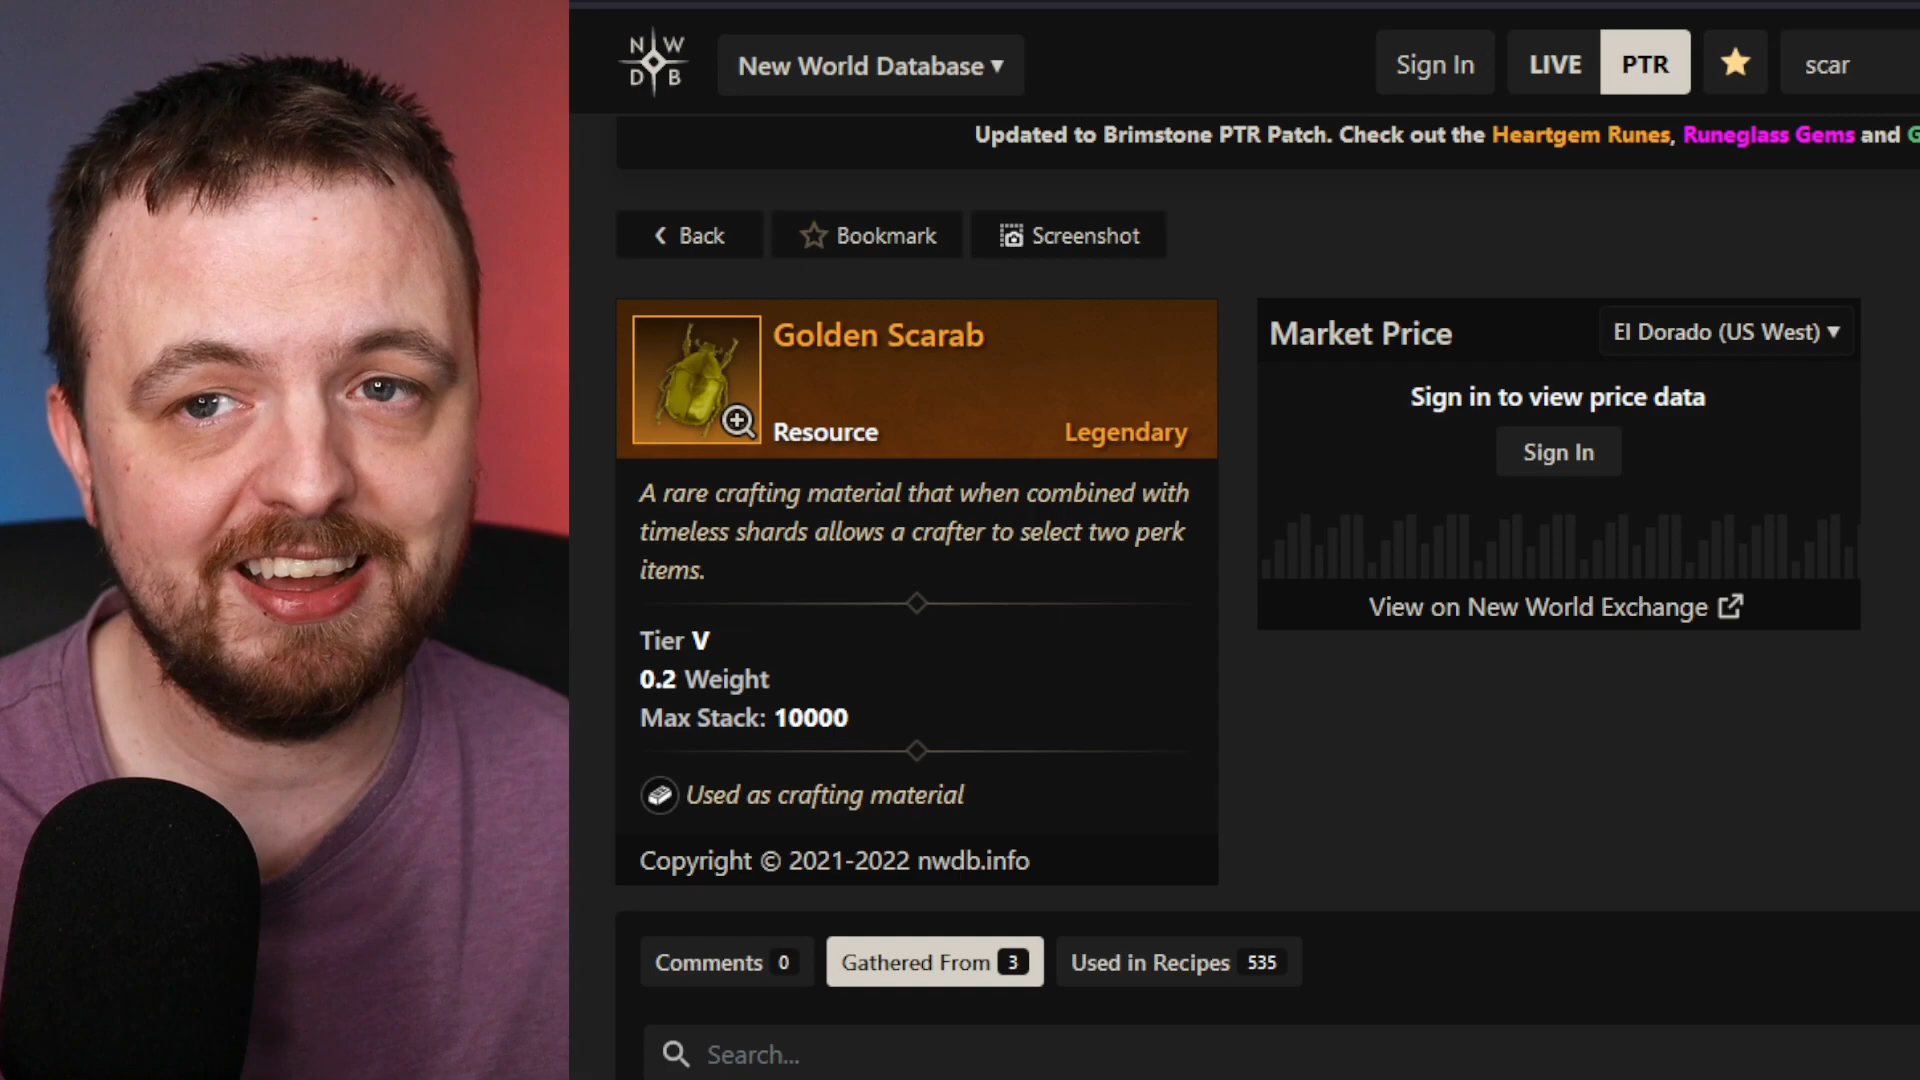 N W
D B
New World Database ▼
Sign In
LIVE
PTR
scar
Updated to Brimstone PTR Patch. Check out the Heartgem Runes, Runeglass Gems and G
Back
Bookmark
Screenshot
Golden Scarab
Resource
Legendary
A rare crafting material that when combined with
timeless shards allows a crafter to select two perk
items.
Tier V
0.2 Weight
Max Stack: 10000
Used as crafting material
Copyright © 2021-2022 nwdb.info
Market Price
El Dorado (US West) ▼
Sign in to view price data
Sign In
View on New World Exchange
Comments 0
Gathered From 3
Used in Recipes 535
Search...